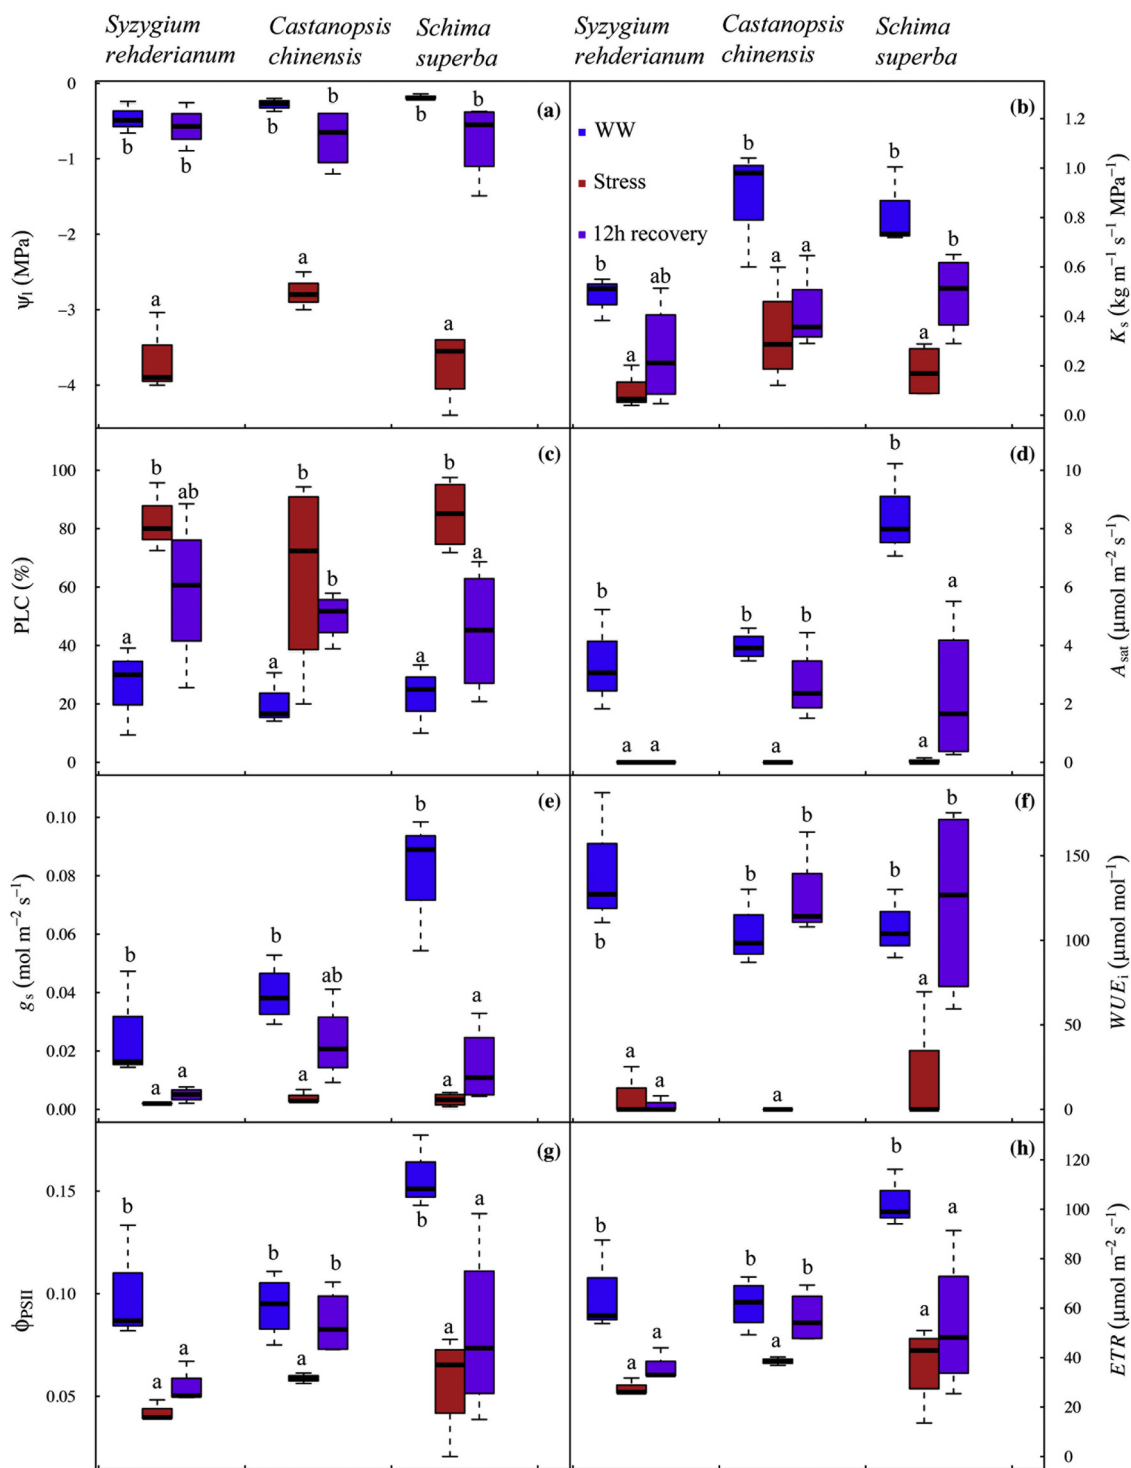 Syzygium rehderianum
Castanopsis chinensis
Schima superba
Syzygium rehderianum
Castanopsis chinensis
Schima superba
(a)
ψl (MPa)
0
−1
−2
−3
−4
b
a
b
b
a
b
b
a
b
(b)
WW
Stress
12h recovery
Ks (kg m−1 s−1 MPa−1)
1.2
1.0
0.8
0.6
0.4
0.2
0.0
b
a
ab
b
a
a
b
a
b
(c)
PLC (%)
100
80
60
40
20
0
a
b
ab
a
b
b
a
b
a
(d)
Asat (μmol m−2 s−1)
10
8
6
4
2
0
b
a
a
b
a
b
b
a
a
(e)
gs (mol m−2 s−1)
0.10
0.08
0.06
0.04
0.02
0.00
b
a
a
b
a
ab
b
a
a
(f)
WUEi (μmol mol−1)
150
100
50
0
b
a
a
b
a
b
b
a
b
(g)
ϕPSII
0.15
0.10
0.05
b
a
a
b
a
b
b
a
a
(h)
ETR (μmol m−2 s−1)
120
100
80
60
40
20
0
b
a
a
b
a
b
b
a
a